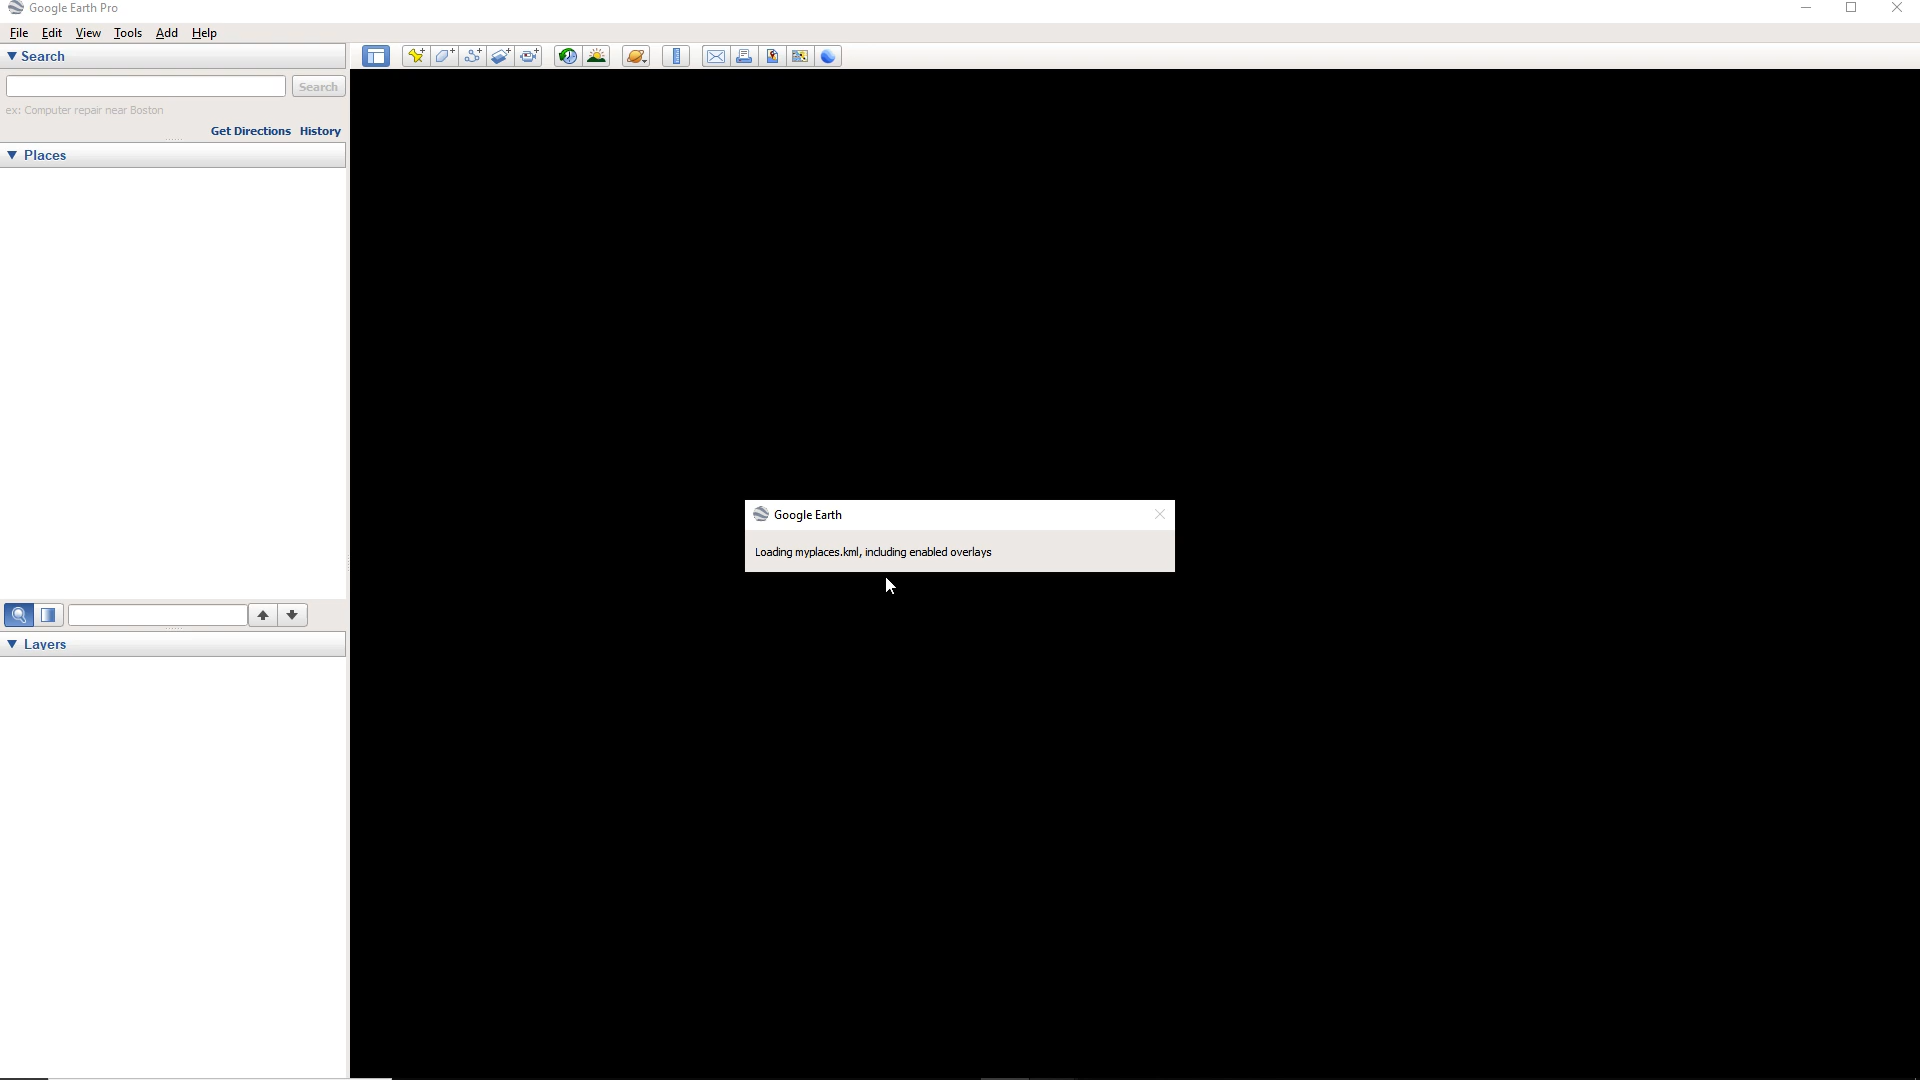 Google Earth Pro
File Edit View Tools Add Help
Search
Search
ex: Computer repair near Boston
Get Directions History
Places
Google Earth
Loading myplaces.kml, including enabled overlays
Layers